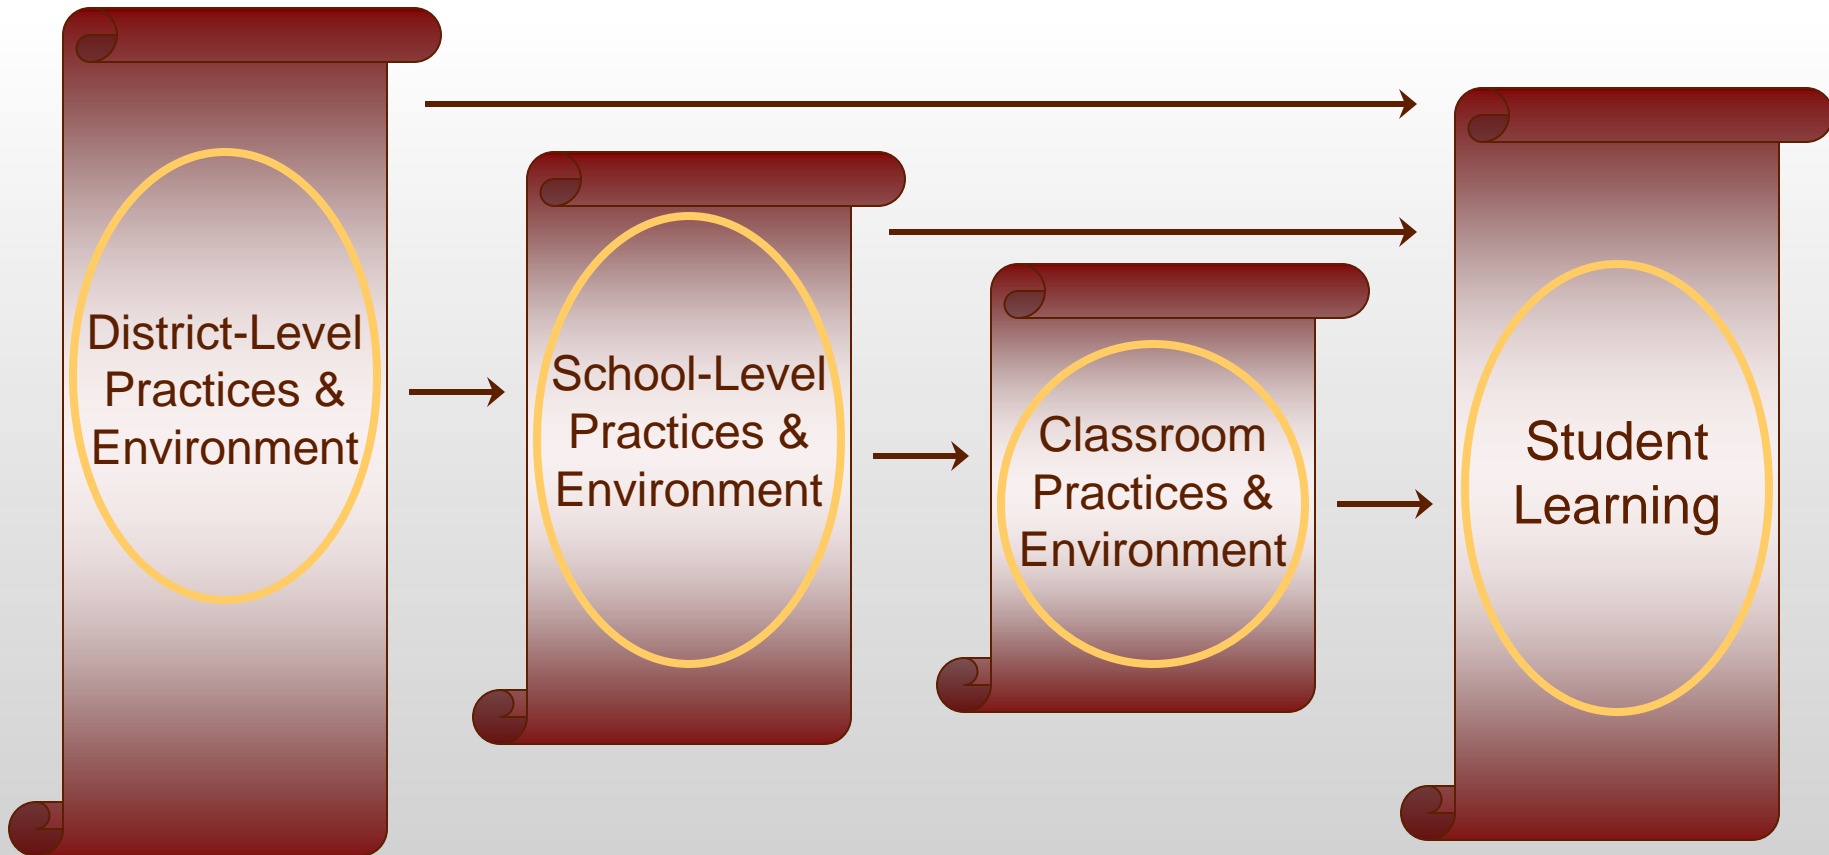 District-Level
Practices &
Environment
School-Level
Practices &
Environment
Classroom
Practices &
Environment
Student
Learning